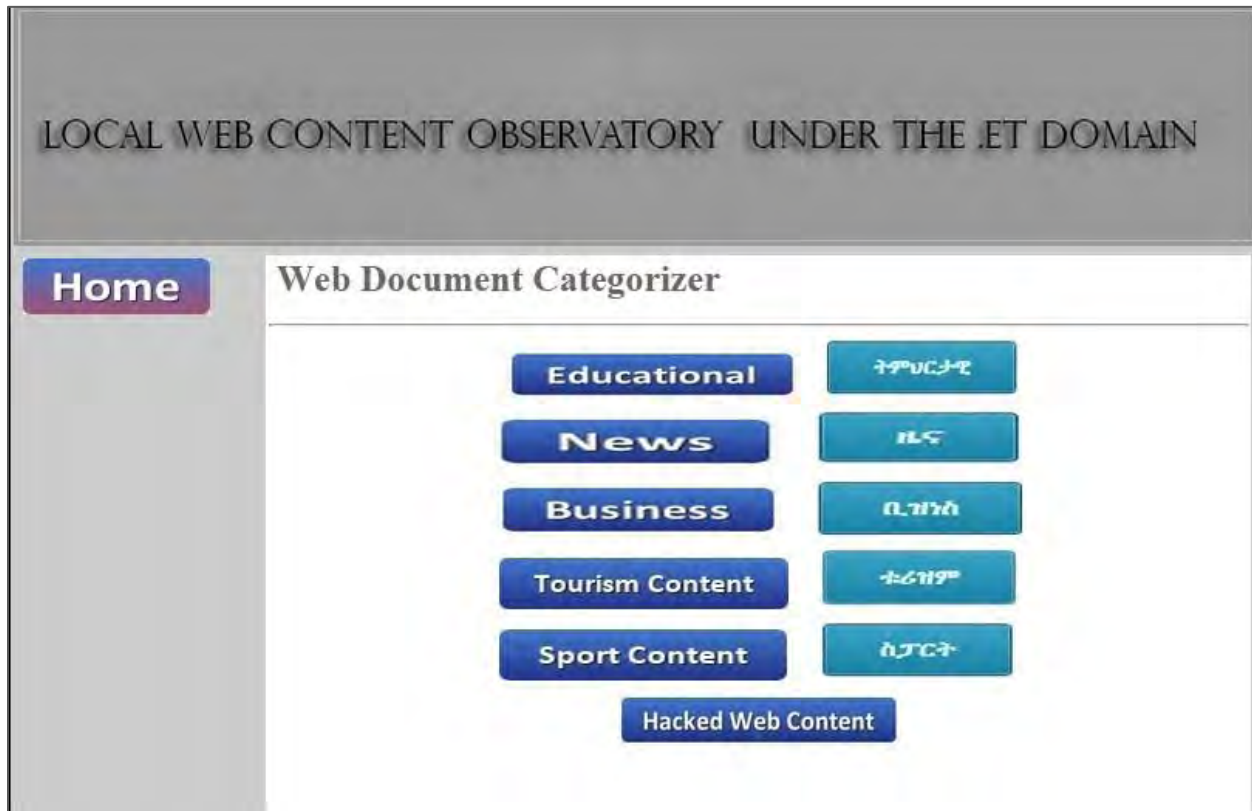 LOCAL WEB CONTENT OBSERVATORY UNDER THE .ET DOMAIN
Home
Web Document Categorizer
Educational
ትምህርታዊ
News
ዜና
Business
ቢዝነስ
Tourism Content
ቱሪዝም
Sport Content
ስፓርት
Hacked Web Content